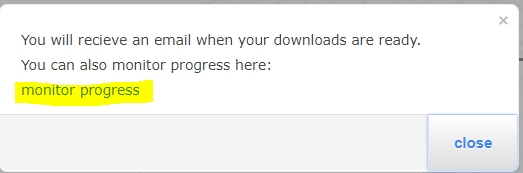 ×
You will recieve an email when your downloads are ready.
You can also monitor progress here:
monitor progress
close